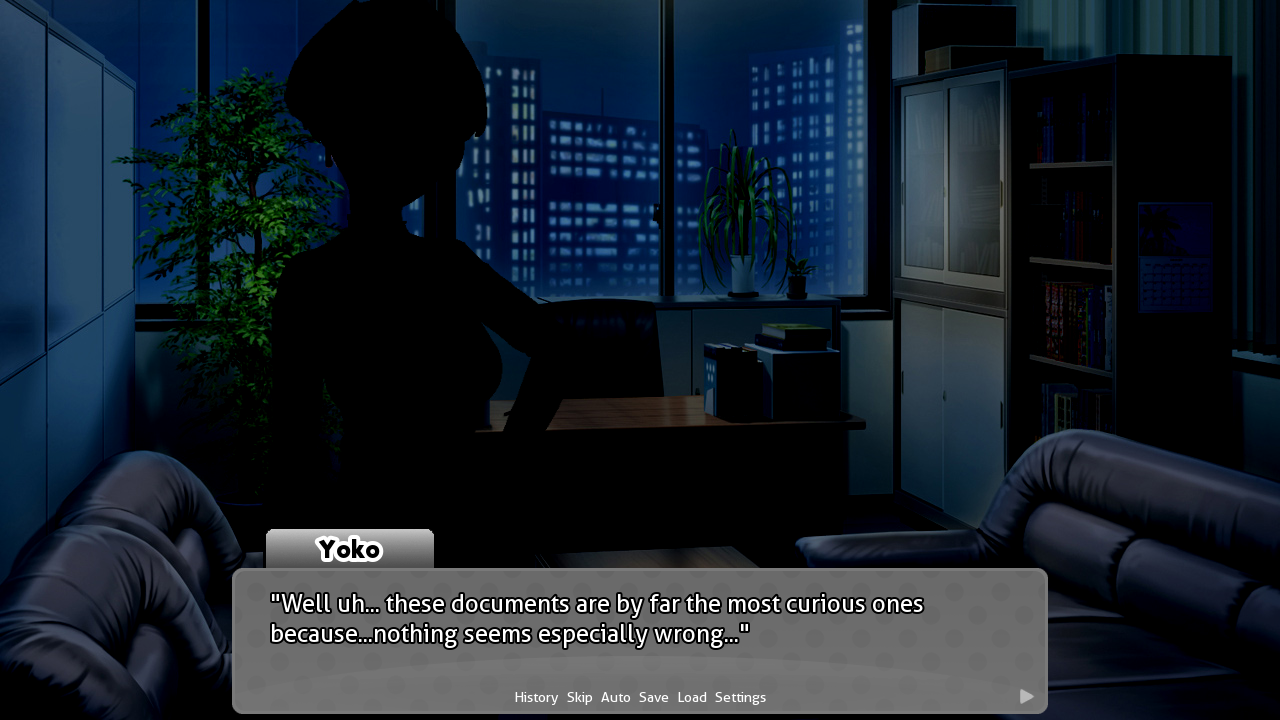 Yoko
"Well uh... these documents are by far the most curious ones
because...nothing seems especially wrong..."
History Skip Auto Save Load Settings